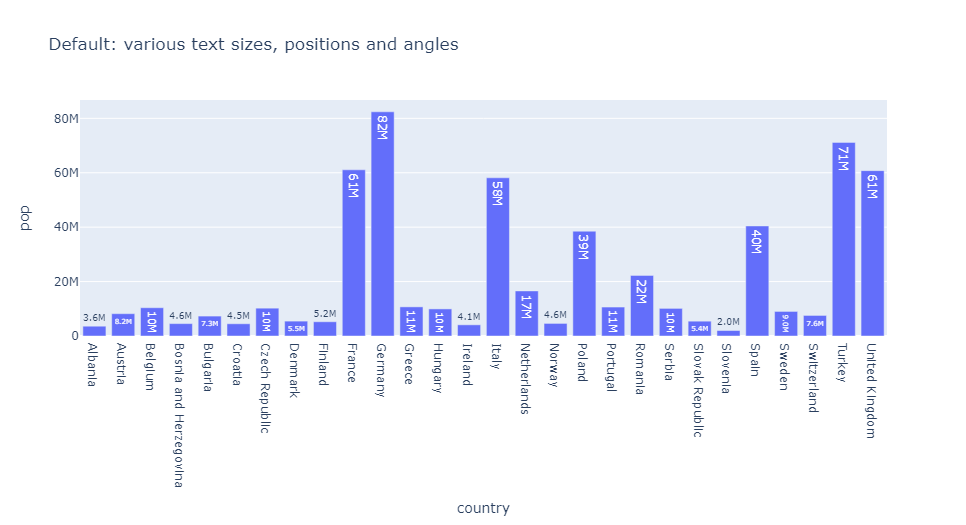 Default: various text sizes, positions and angles
80M
60M
40M
20M
0
pop
3.6M
8.2M
10M
4.6M
7.3M
4.5M
10M
5.5M
5.2M
61M
82M
11M
10M
4.1M
58M
17M
4.6M
39M
11M
22M
10M
5.4M
2.0M
40M
9.0M
7.6M
71M
61M
Albania
Austria
Belgium
Bosnia and Herzegovina
Bulgaria
Croatia
Czech Republic
Denmark
Finland
France
Germany
Greece
Hungary
Ireland
Italy
Netherlands
Norway
Poland
Portugal
Romania
Serbia
Slovak Republic
Slovenia
Spain
Sweden
Switzerland
Turkey
United Kingdom
country